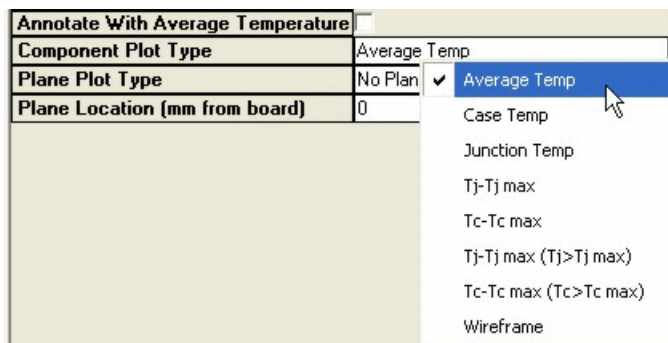 Annotate With Average Temperature
Component Plot Type Average Temp
Plane Plot Type No Plan
Plane Location (mm from board) 0
Average Temp
Case Temp
Junction Temp
Tj-Tj max
Tc-Tc max
Tj-Tj max (Tj>Tj max)
Tc-Tc max (Tc>Tc max)
Wireframe